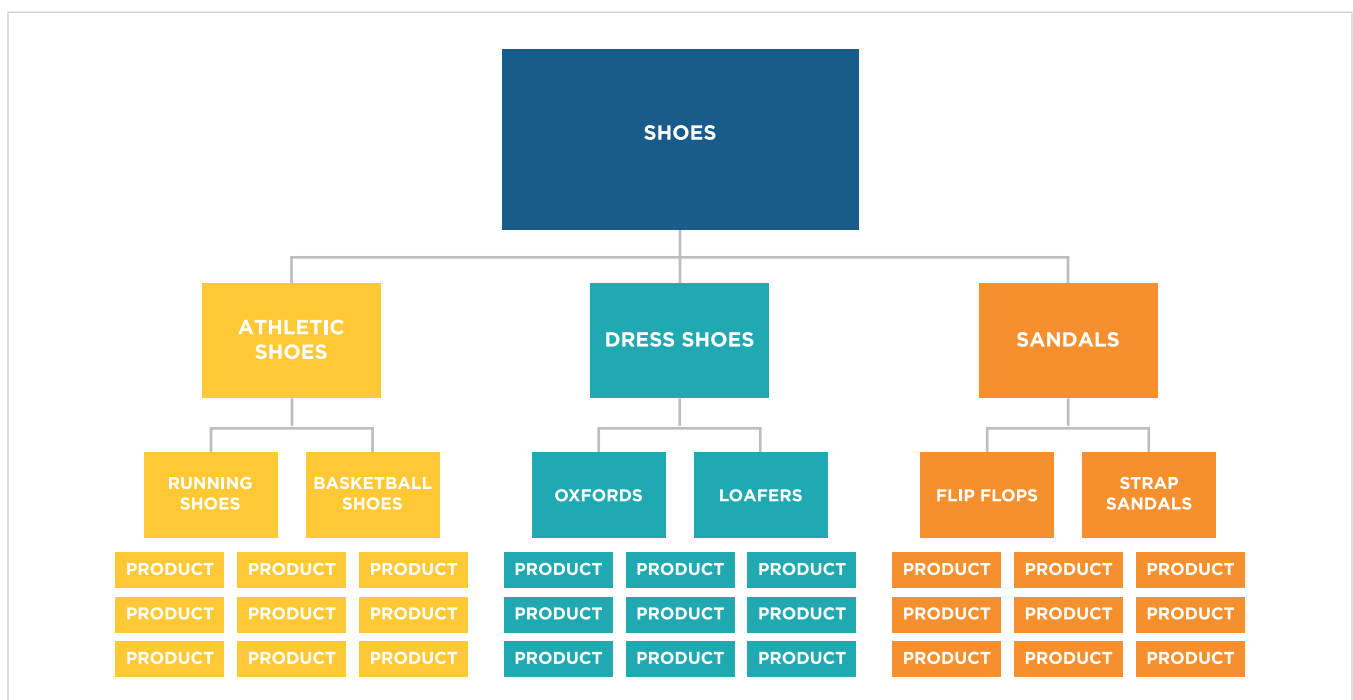 SHOES
ATHLETIC
SHOES
DRESS SHOES
SANDALS
RUNNING
SHOES
BASKETBALL
SHOES
OXFORDS
LOAFERS
FLIP FLOPS
STRAP
SANDALS
PRODUCT PRODUCT PRODUCT PRODUCT PRODUCT PRODUCT PRODUCT PRODUCT PRODUCT
PRODUCT PRODUCT PRODUCT PRODUCT PRODUCT PRODUCT PRODUCT PRODUCT PRODUCT
PRODUCT PRODUCT PRODUCT PRODUCT PRODUCT PRODUCT PRODUCT PRODUCT PRODUCT